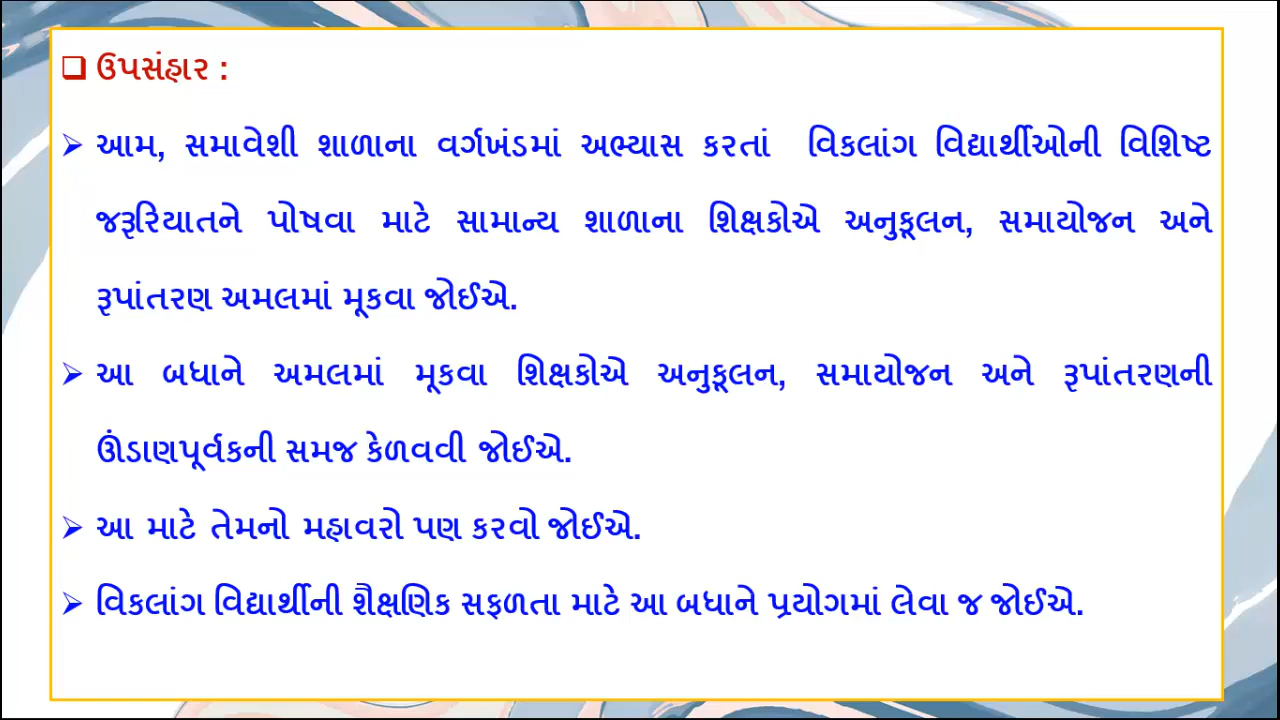 ❑ ઉપસંહાર :
➢ આમ, સમાવેશી શાળાના વર્ગખંડમાં અભ્યાસ કરતાં વિકલાંગ વિદ્યાર્થીઓની વિશિષ્ટ
જરૂરિયાતને પોષવા માટે સામાન્ય શાળાના શિક્ષકોએ અનુકૂલન, સમાયોજન અને
રૂપાંતરણ અમલમાં મૂકવા જોઈએ.
➢ આ બધાને અમલમાં મૂકવા શિક્ષકોએ અનુકૂલન, સમાયોજન અને રૂપાંતરણની
ઊંડાણપૂર્વકની સમજ કેળવવી જોઈએ.
➢ આ માટે તેમનો મહાવરો પણ કરવો જોઈએ.
➢ વિકલાંગ વિદ્યાર્થીની શૈક્ષણિક સફળતા માટે આ બધાને પ્રયોગમાં લેવા જ જોઈએ.